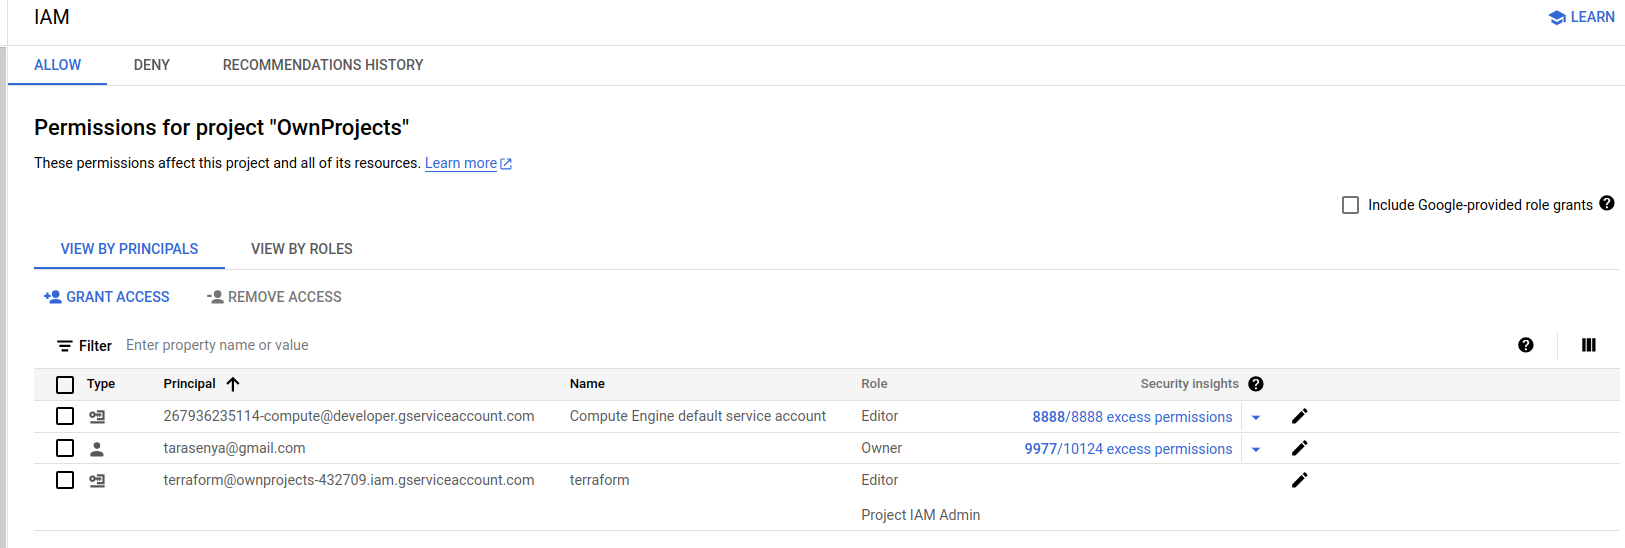 IAM
LEARN
ALLOW DENY RECOMMENDATIONS HISTORY
Permissions for project "OwnProjects"
These permissions affect this project and all of its resources. Learn more
Include Google-provided role grants
VIEW BY PRINCIPALS VIEW BY ROLES
GRANT ACCESS REMOVE ACCESS
Filter Enter property name or value
Type Principal Name Role Security insights
267936235114-compute@developer.gserviceaccount.com Compute Engine default service account Editor 8888/8888 excess permissions
tarasenya@gmail.com Owner 9977/10124 excess permissions
terraform@ownprojects-432709.iam.gserviceaccount.com terraform Editor
Project IAM Admin